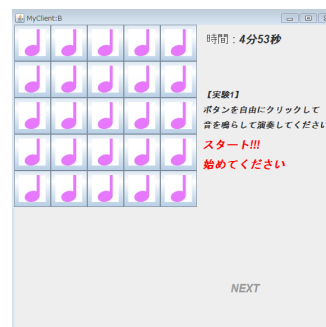 MyClient:B
時間：4分53秒
【実験1】
ボタンを自由にクリックして
音を鳴らして演奏してください
スタート!!!
始めてください
NEXT